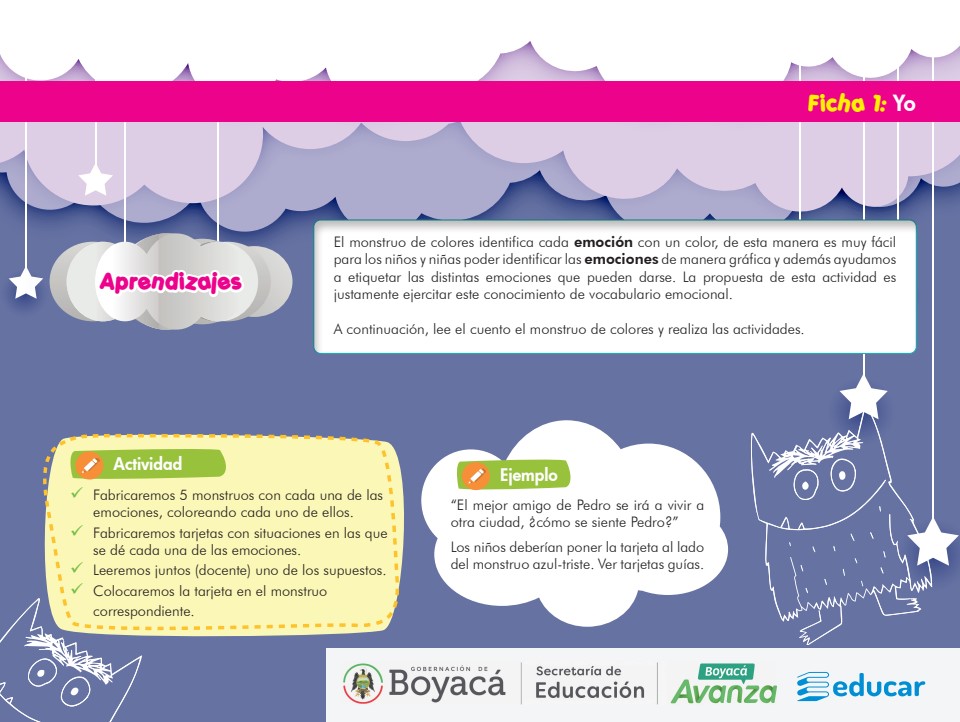 Ficha 1: Yo
Aprendizajes
El monstruo de colores identifica cada emoción con un color, de esta manera es muy fácil
para los niños y niñas poder identificar las emociones de manera gráfica y además ayudamos
a etiquetar las distintas emociones que pueden darse. La propuesta de esta actividad es
justamente ejercitar este conocimiento de vocabulario emocional.
A continuación, lee el cuento el monstruo de colores y realiza las actividades.
Actividad
✓ Fabricaremos 5 monstruos con cada una de las
emociones, coloreando cada uno de ellos.
✓ Fabricaremos tarjetas con situaciones en las que
se dé cada una de las emociones.
✓ Leeremos juntos (docente) uno de los supuestos.
✓ Colocaremos la tarjeta en el monstruo
correspondiente.
Ejemplo
“El mejor amigo de Pedro se irá a vivir a
otra ciudad, ¿cómo se siente Pedro?”
Los niños deberían poner la tarjeta al lado
del monstruo azul-triste. Ver tarjetas guías.
GOBERNACIÓN DE
Boyacá
Secretaría de
Educación
Boyacá
Avanza
educar